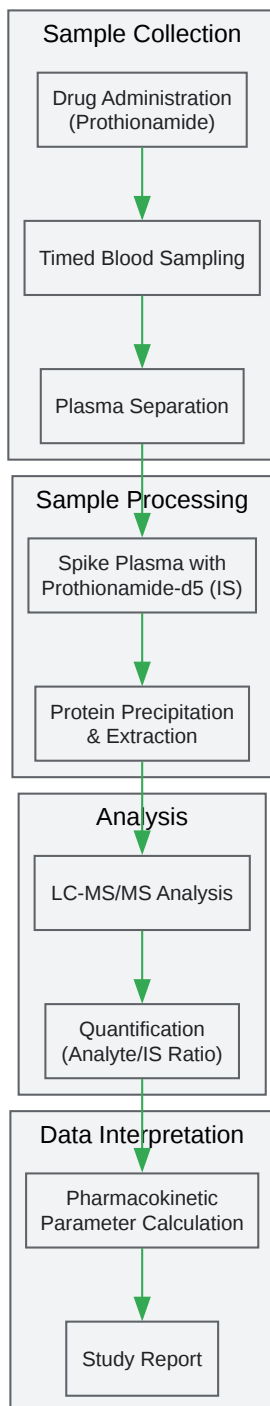 Sample Collection
Drug Administration
(Prothionamide)
Timed Blood Sampling
Plasma Separation
Sample Processing
Spike Plasma with
Prothionamide-d5 (IS)
Protein Precipitation
& Extraction
Analysis
LC-MS/MS Analysis
Quantification
(Analyte/IS Ratio)
Data Interpretation
Pharmacokinetic
Parameter Calculation
Study Report